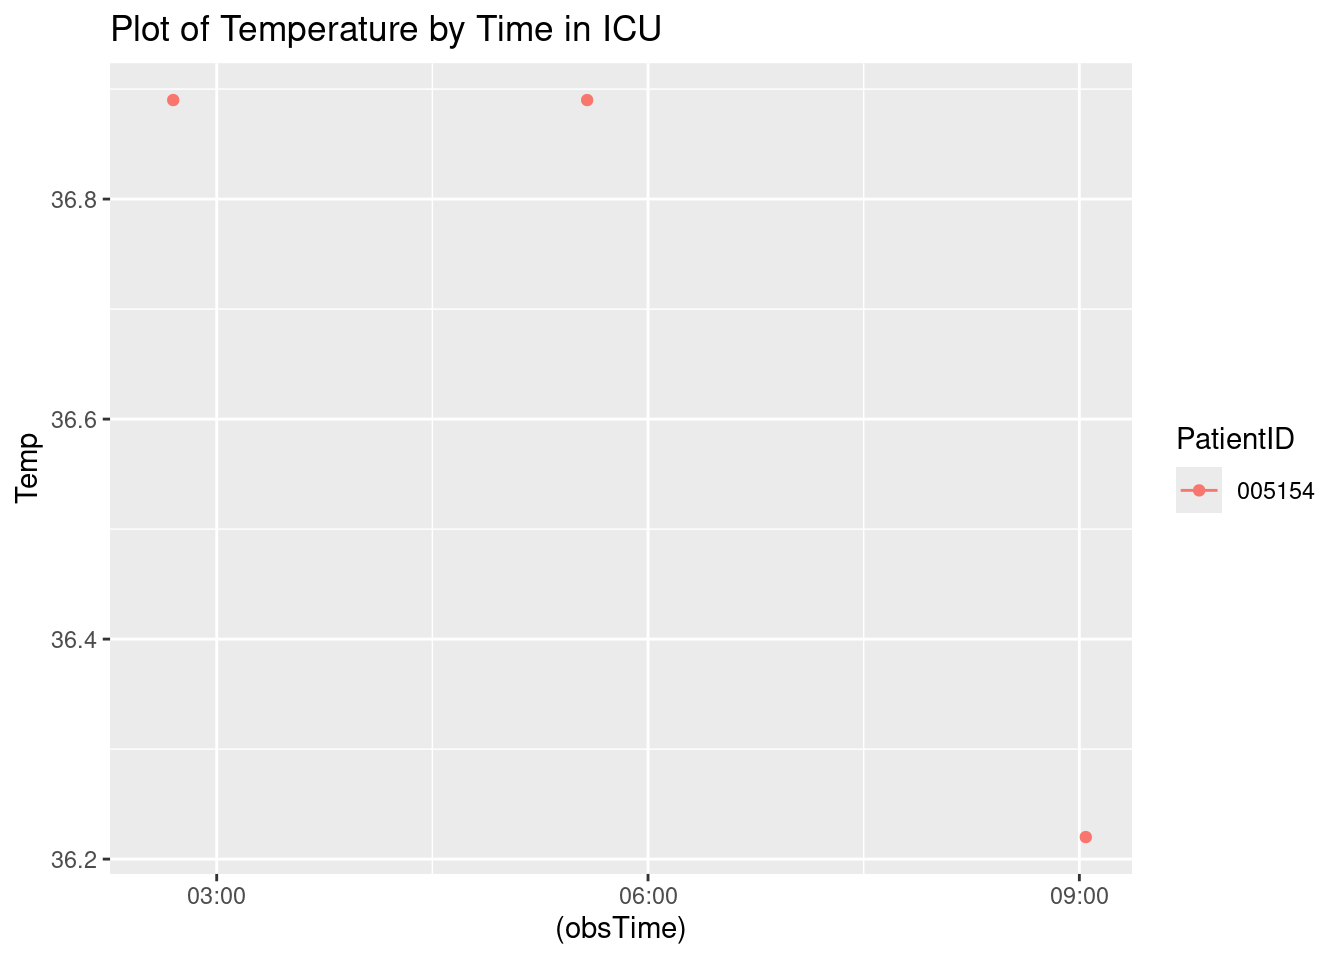 Plot of Temperature by Time in ICU
36.8
36.6
36.4
36.2
Temp
03:00
06:00
09:00
(obsTime)
PatientID
005154